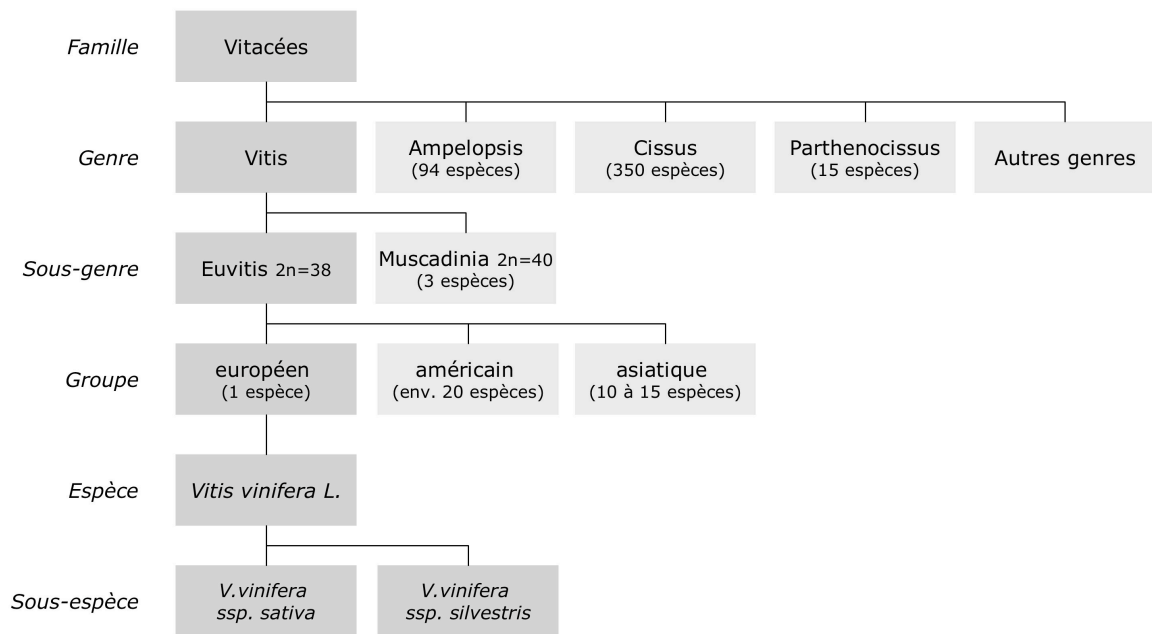 Famille
Vitacées
Genre
Vitis
Ampelopsis
(94 espèces)
Cissus
(350 espèces)
Parthenocissus
(15 espèces)
Autres genres
Sous-genre
Euvitis 2n=38
Muscadinia 2n=40
(3 espèces)
Groupe
européen
(1 espèce)
américain
(env. 20 espèces)
asiatique
(10 à 15 espèces)
Espèce
Vitis vinifera L.
Sous-espèce
V.vinifera
ssp. sativa
V.vinifera
ssp. silvestris